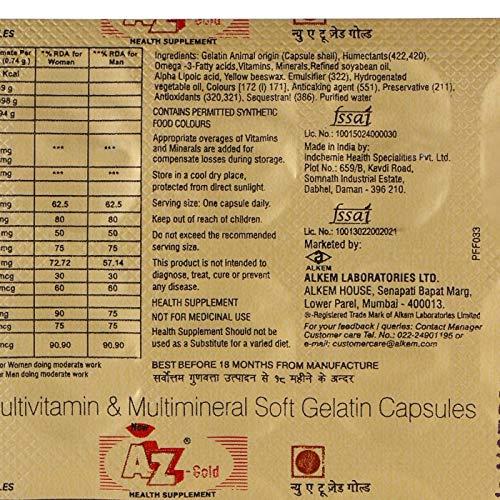 LES
AZ-Gold
®
HEALTH SUPPLEMENT
न्यु ए टू जेड गोल्ड
mate Per
(0.74 g)
*% RDA for
Women
**% RDA for
Man
Kcal
9 g
98 g
94 g
mg *** ***
mg
mg 62.5 62.5
mg 80 80
mg 50 50
mg 75 75
mg 72.72 57.14
mcg 30 30
mcg 60 60
mg 90 90
mcg 75 75
mcg 90.90 90.90
or Women doing moderate work
r Men doing moderate work
Ingredients: Gelatin Animal origin (Capsule shell), Humectants(422,420),
Omega -3-Fatty acids,Vitamins, Minerals,Refined soyabean oil,
Alpha Lipoic acid, Yellow beeswax. Emulsifier (322), Hydrogenated
vegetable oil, Colours [172 (i) 171], Anticaking agent (551), Preservative (211),
Antioxidants (320,321), Sequestran! (386). Purified water
CONTAINS PERMITTED SYNTHETIC
FOOD COLOURS
Appropriate overages of Vitamins
and Minerals are added for
compensate losses during storage.
Store in a cool dry place,
protected from direct sunlight.
Serving size: One capsule daily.
Keep out of reach of children.
Do not exceed the recommended
serving size.
This product is not intended to
diagnose, treat, cure or prevent
any disease.
HEALTH SUPPLEMENT
NOT FOR MEDICINAL USE
Health Supplement Should not be
used as a Substitute for a varied diet.
fssai
Lic. No.: 10015024000030
Made in India by:
Indchemie Health Specialities Pvt. Ltd.
Plot No.: 659/B, Kevdi Road,
Somnath Industrial Estate,
Dabhel, Daman - 396 210.
fssai
Lic. No.: 10013022002021
Marketed by:
ALKEM
ALKEM LABORATORIES LTD.
ALKEM HOUSE, Senapati Bapat Marg,
Lower Parel, Mumbai - 400013.
®-Registered Trade Mark of Alkem Laboratories Limited
For your feedback / queries: Contact Manager
Customer care Tel. No.: 022-24901195 or
e-mail: customercare@alkem.com
PFF033
BEST BEFORE 18 MONTHS FROM MANUFACTURE
सर्वोत्तम गुणवत्ता उत्पादन से १८ महीने के अन्दर
ultivitamin & Multimineral Soft Gelatin Capsules
New
AZ-Gold
®
HEALTH SUPPLEMENT
न्यु ए टू जेड गोल्ड
LES